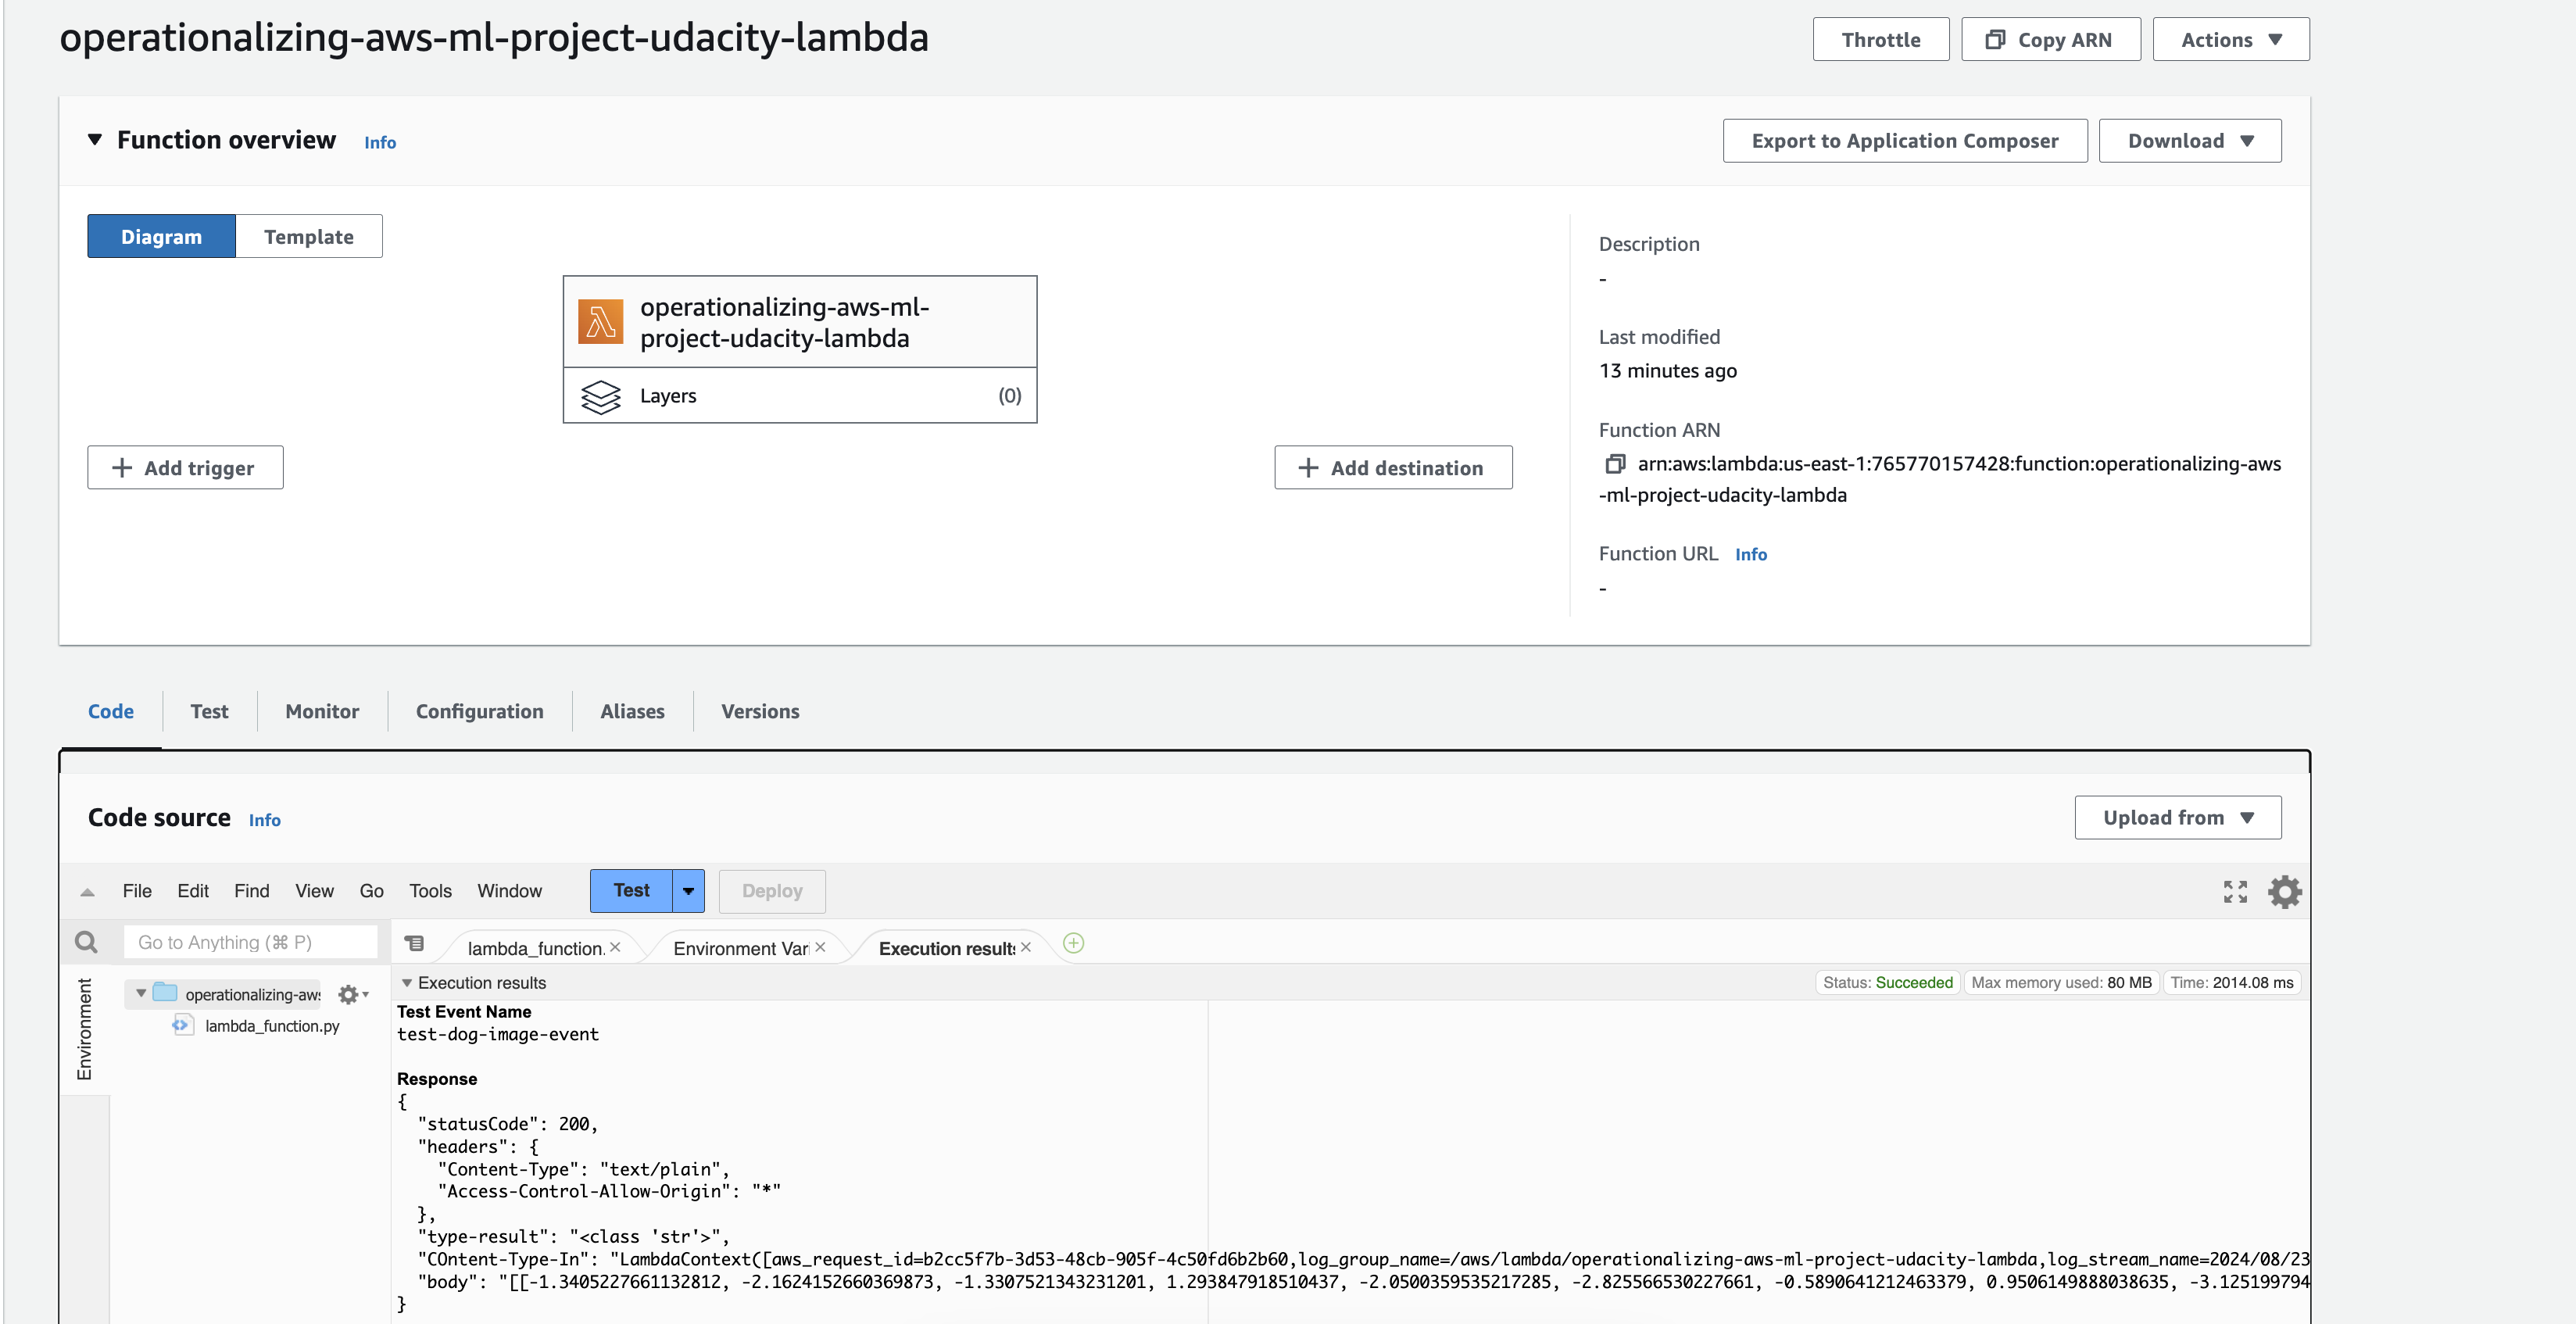 operationalizing-aws-ml-project-udacity-lambda
Throttle
Copy ARN
Actions
Function overview Info
Export to Application Composer
Download
Diagram
Template
operationalizing-aws-ml-
project-udacity-lambda
Layers (0)
Add trigger
Add destination
Description
-
Last modified
13 minutes ago
Function ARN
arn:aws:lambda:us-east-1:765770157428:function:operationalizing-aws
-ml-project-udacity-lambda
Function URL Info
-
Code Test Monitor Configuration Aliases Versions
Code source Info
Upload from
File Edit Find View Go Tools Window Test Deploy
Go to Anything (⌘ P)
lambda_function. Environment Vari Execution results
Environment
operationalizing-aws
lambda_function.py
Execution results
Status: Succeeded Max memory used: 80 MB Time: 2014.08 ms
Test Event Name
test-dog-image-event
Response
{
"statusCode": 200,
"headers": {
"Content-Type": "text/plain",
"Access-Control-Allow-Origin": "*"
},
"type-result": "<class 'str'>",
"COntent-Type-In": "LambdaContext([aws_request_id=b2cc5f7b-3d53-48cb-905f-4c50fd6b2b60,log_group_name=/aws/lambda/operationalizing-aws-ml-project-udacity-lambda,log_stream_name=2024/08/23
"body": "[[-1.3405227661132812, -2.1624152660369873, -1.3307521343231201, 1.293847918510437, -2.0500359535217285, -2.825566530227661, -0.5890641212463379, 0.9506149888038635, -3.125199794
}